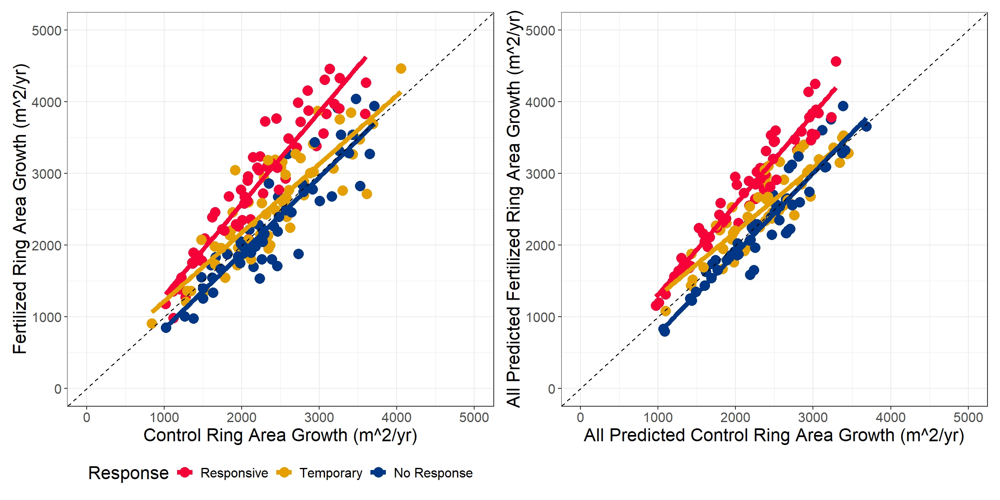 Fertilized Ring Area Growth (m^2/yr)
5000
4000
3000
2000
1000
0
0 1000 2000 3000 4000 5000
Control Ring Area Growth (m^2/yr)
All Predicted Fertilized Ring Area Growth (m^2/yr)
5000
4000
3000
2000
1000
0
0 1000 2000 3000 4000 5000
All Predicted Control Ring Area Growth (m^2/yr)
Response Responsive Temporary No Response